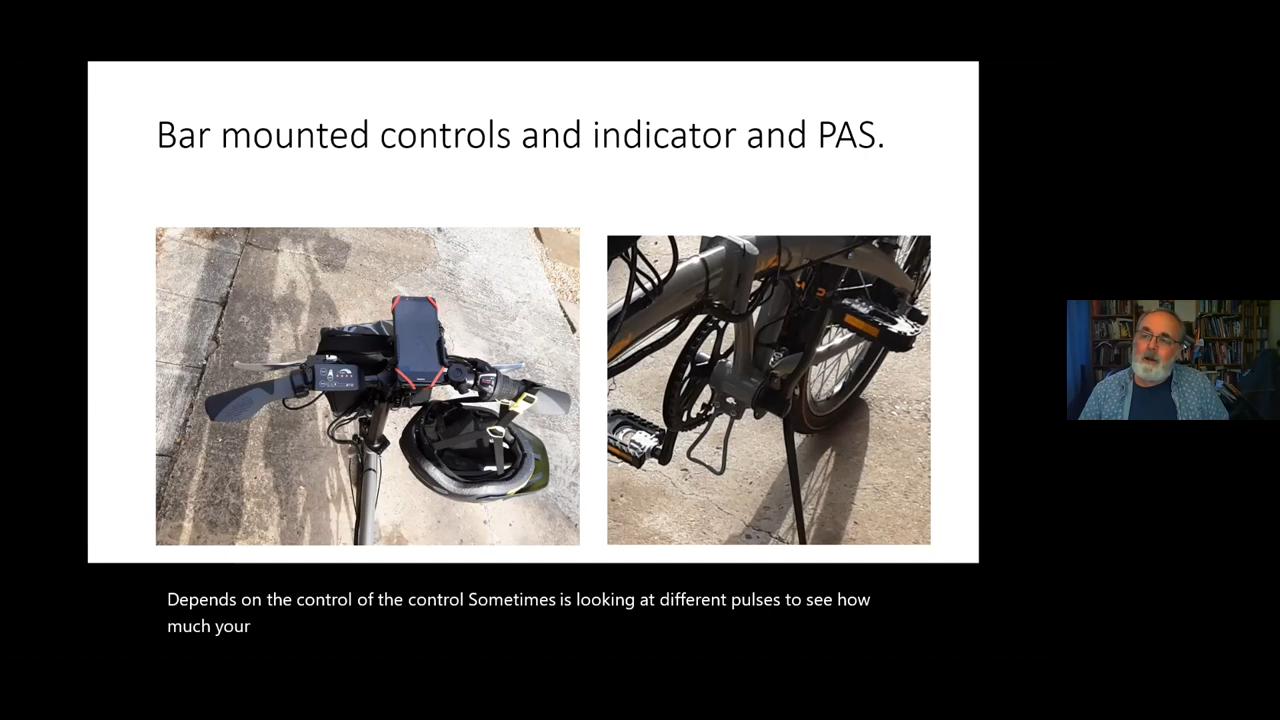 Bar mounted controls and indicator and PAS.
Depends on the control of the control Sometimes is looking at different pulses to see how
much your